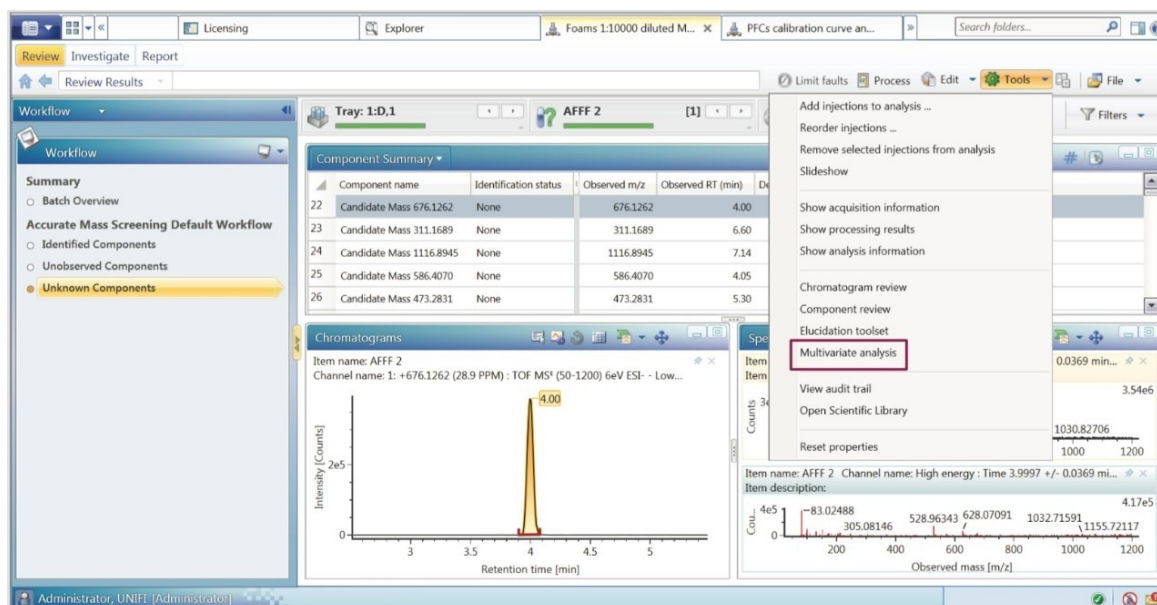 Licensing
Explorer
Foams 1:10000 diluted M... ×
PFCs calibration curve an...
Search folders...
Review Investigate Report
Review Results
Limit faults Process Edit Tools File
Workflow
Tray: 1:D,1
AFFF 2 [1]
Filters
Workflow
Summary
Batch Overview
Accurate Mass Screening Default Workflow
Identified Components
Unobserved Components
Unknown Components
Component Summary
Component name Identification status Observed m/z Observed RT (min) De
22 Candidate Mass 676.1262 None 676.1262 4.00
23 Candidate Mass 311.1689 None 311.1689 6.60
24 Candidate Mass 1116.8945 None 1116.8945 7.14
25 Candidate Mass 586.4070 None 586.4070 4.05
26 Candidate Mass 473.2831 None 473.2831 5.30
Add injections to analysis ...
Reorder injections ...
Remove selected injections from analysis
Slideshow
Show acquisition information
Show processing results
Show analysis information
Chromatogram review
Component review
Elucidation toolset
Multivariate analysis
View audit trail
Open Scientific Library
Reset properties
Chromatograms
Item name: AFFF 2
Channel name: 1: +676.1262 (28.9 PPM) : TOF MSᴱ (50-1200) 6eV ESI- - Low...
4.00
Intensity [Counts]
2e5
0
3 3.5 4 4.5 5
Retention time [min]
Spe
Item
Item
0.0369 min...
3.54e6
Counts
3e
1030.82706
1000 1200
Item name: AFFF 2 Channel name: High energy : Time 3.9997 +/- 0.0369 mi...
Item description:
4.17e5
Cou...
4e5
0
83.02488
305.08146
528.96343
628.07091
1032.71591
1155.72117
200 400 600 800 1000 1200
Observed mass [m/z]
Administrator, UNIFI [Administrator]